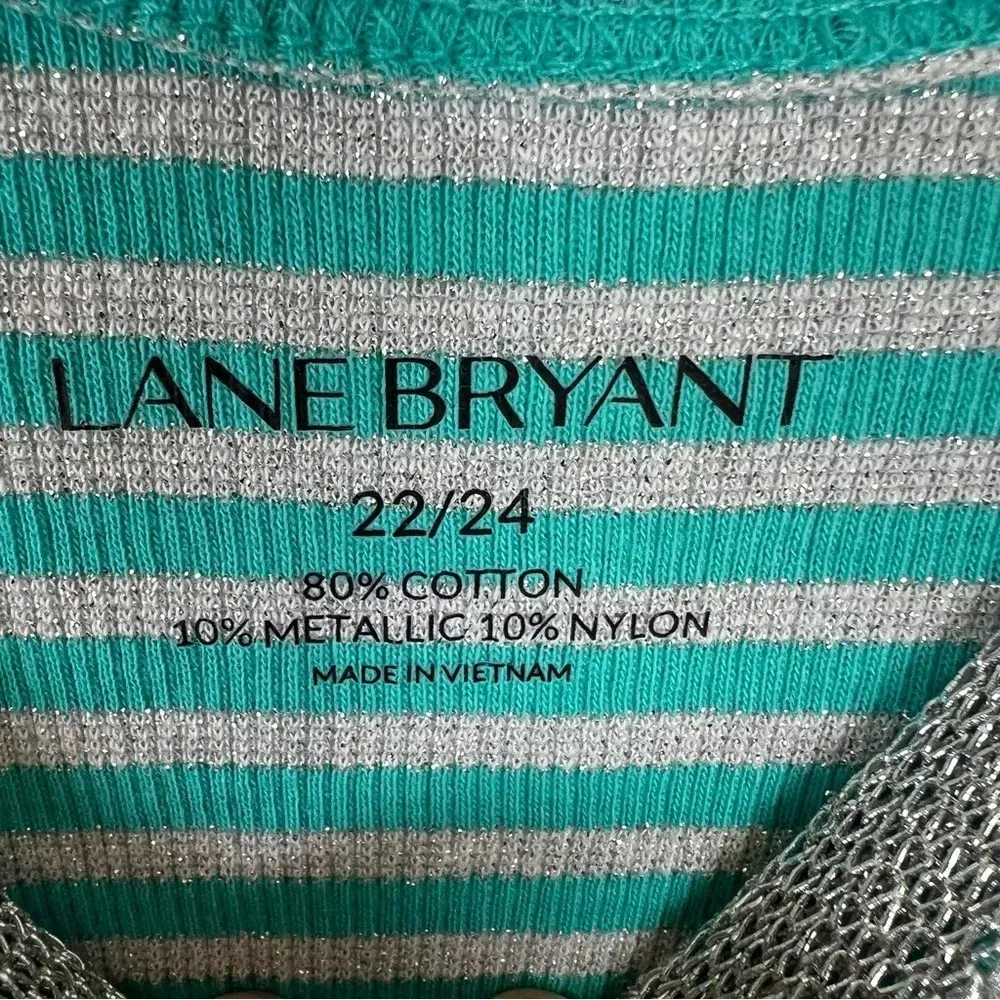 LANE BRYANT
22/24
80% COTTON
10% METALLIC 10% NYLON
MADE IN VIETNAM